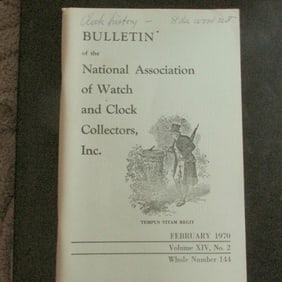 Clock history –
BULLETIN
of the
National Association
of Watch
and Clock
Collectors,
Inc.
TEMPUS VITAM REGIT
FEBRUARY 1970
Volume XIV, No. 2
Whole Number 144